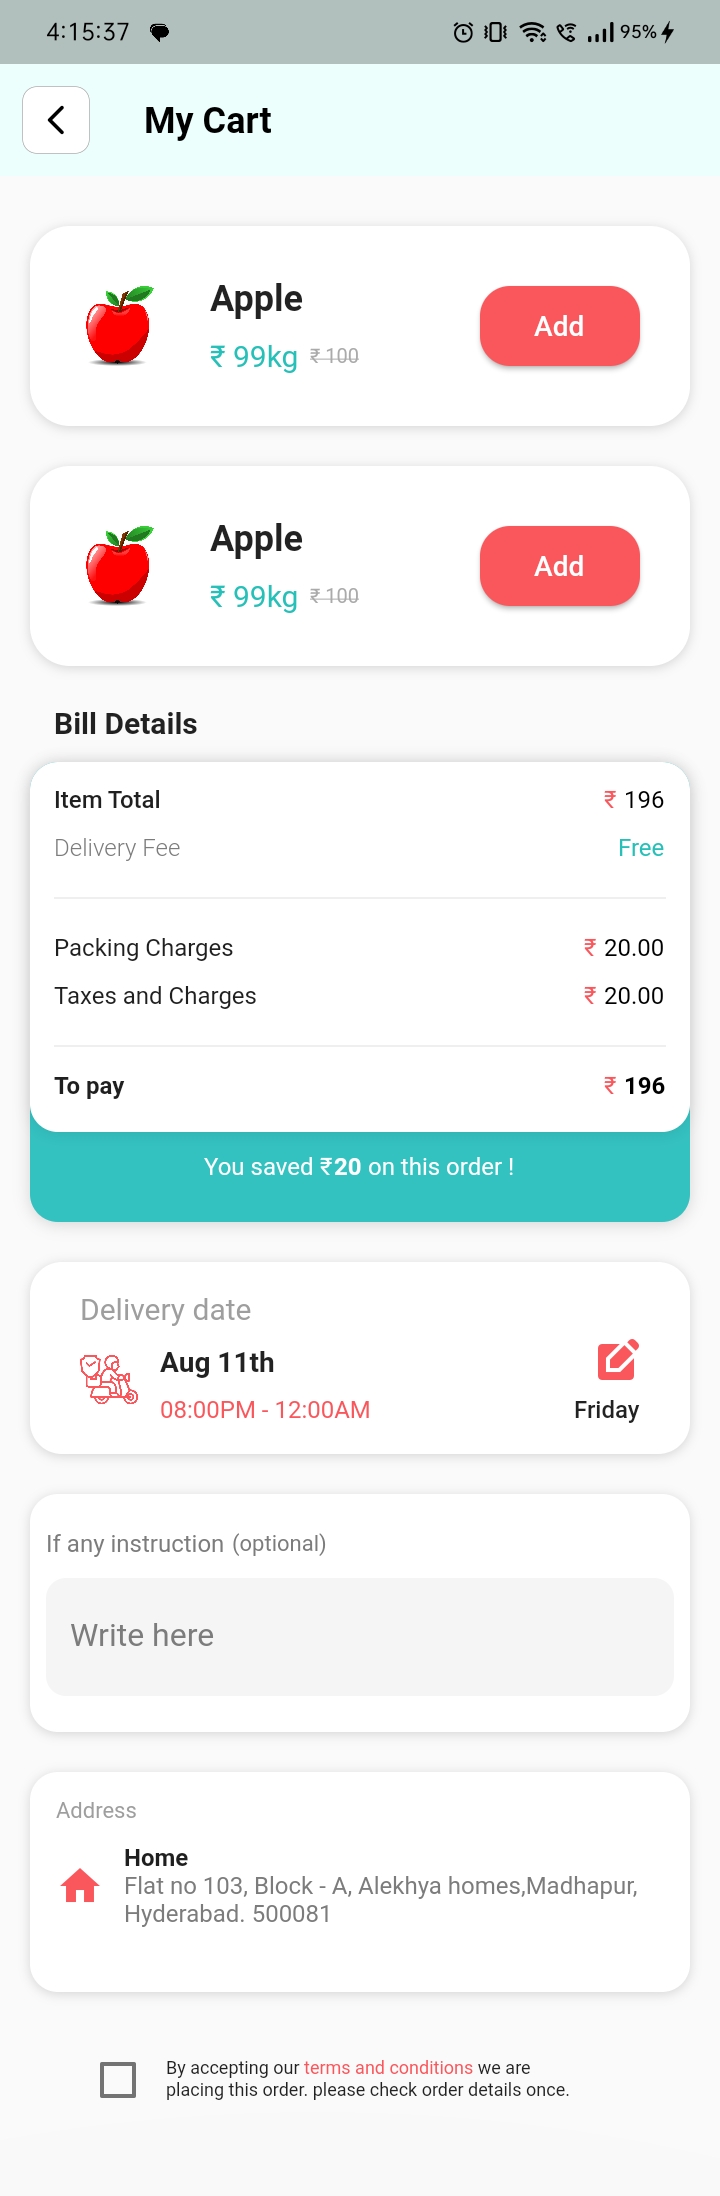 4:15:37 95%
My Cart
Apple
₹ 99kg ₹ 100
Add
Apple
₹ 99kg ₹ 100
Add
Bill Details
Item Total ₹ 196
Delivery Fee Free
Packing Charges ₹ 20.00
Taxes and Charges ₹ 20.00
To pay ₹ 196
You saved ₹20 on this order !
Delivery date
Aug 11th
08:00PM - 12:00AM Friday
If any instruction (optional)
Write here
Address
Home
Flat no 103, Block - A, Alekhya homes,Madhapur,
Hyderabad. 500081
By accepting our terms and conditions we are
placing this order. please check order details once.